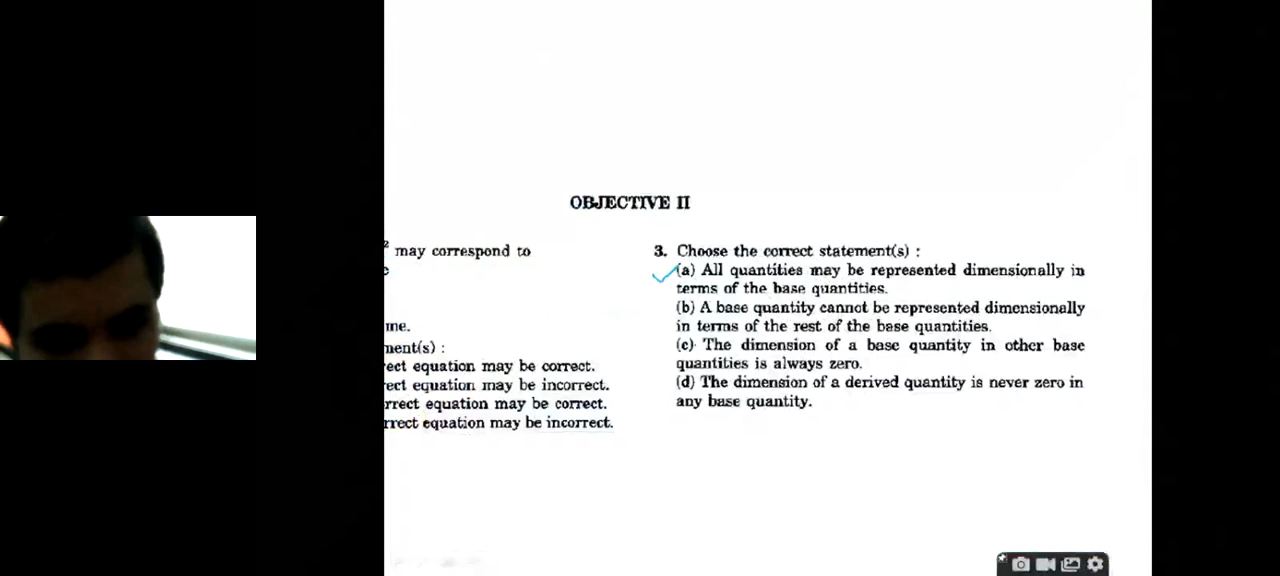 OBJECTIVE II
² may correspond to
me.
ment(s) :
ect equation may be correct.
ect equation may be incorrect.
rrect equation may be correct.
rrect equation may be incorrect.
3. Choose the correct statement(s) :
(a) All quantities may be represented dimensionally in
terms of the base quantities.
(b) A base quantity cannot be represented dimensionally
in terms of the rest of the base quantities.
(c) The dimension of a base quantity in other base
quantities is always zero.
(d) The dimension of a derived quantity is never zero in
any base quantity.